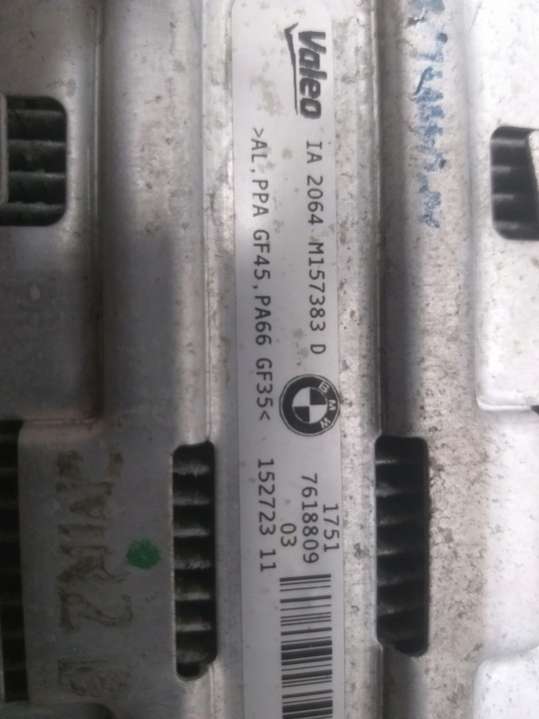 Valeo
IA 2064 M157383 D
>AL,PPA GF45,PA66 GF35<
BMW
1751
7618809
03
152723 11